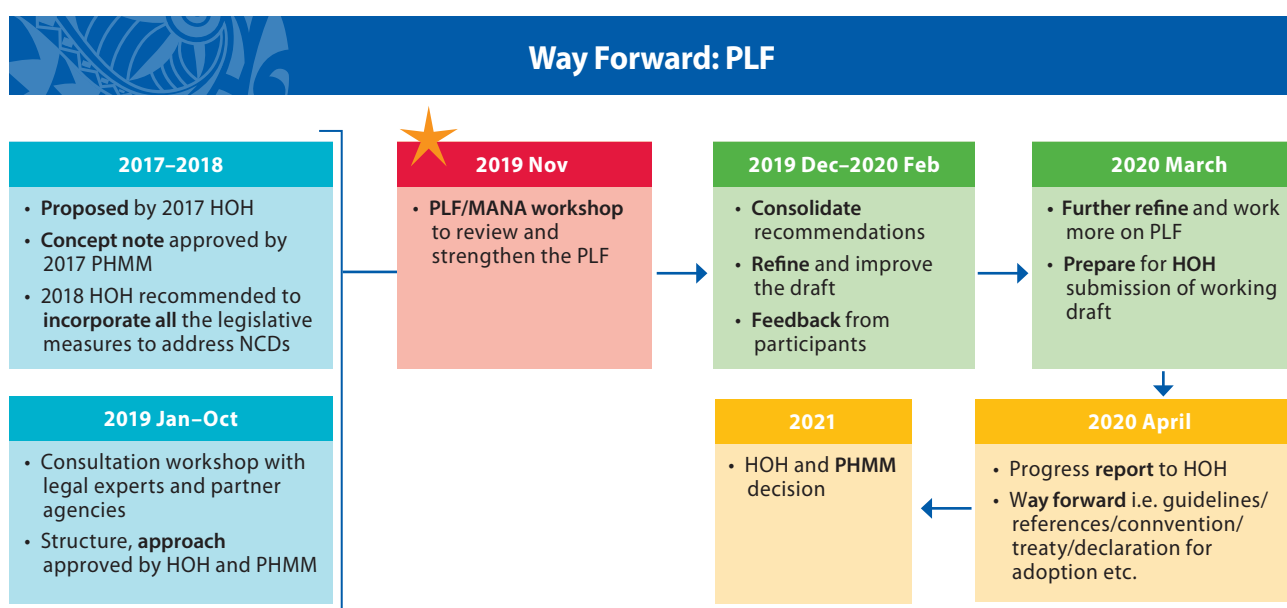 Way Forward: PLF
2017–2018
• Proposed by 2017 HOH
• Concept note approved by
2017 PHMM
• 2018 HOH recommended to
incorporate all the legislative
measures to address NCDs
2019 Jan–Oct
• Consultation workshop with
legal experts and partner
agencies
• Structure, approach
approved by HOH and PHMM
2019 Nov
• PLF/MANA workshop
to review and
strengthen the PLF
2019 Dec–2020 Feb
• Consolidate
recommendations
• Refine and improve
the draft
• Feedback from
participants
2020 March
• Further refine and work
more on PLF
• Prepare for HOH
submission of working
draft
2020 April
• Progress report to HOH
• Way forward i.e. guidelines/
references/connvention/
treaty/declaration for
adoption etc.
2021
• HOH and PHMM
decision